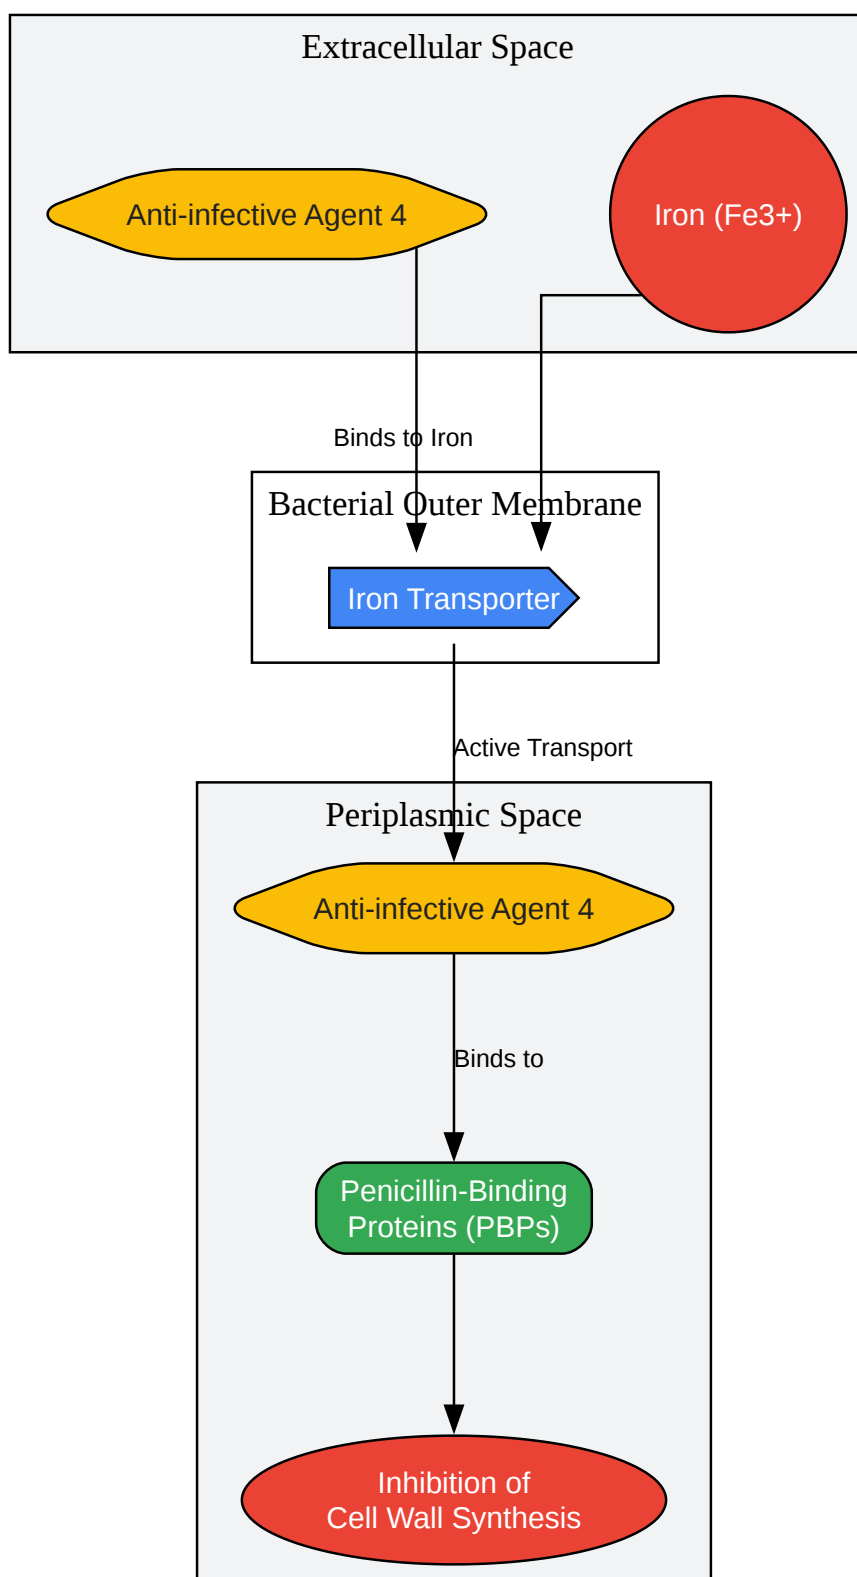 Extracellular Space
Anti-infective Agent 4
Iron (Fe3+)
Binds to Iron
Bacterial Outer Membrane
Iron Transporter
Active Transport
Periplasmic Space
Anti-infective Agent 4
Binds to
Penicillin-Binding
Proteins (PBPs)
Inhibition of
Cell Wall Synthesis